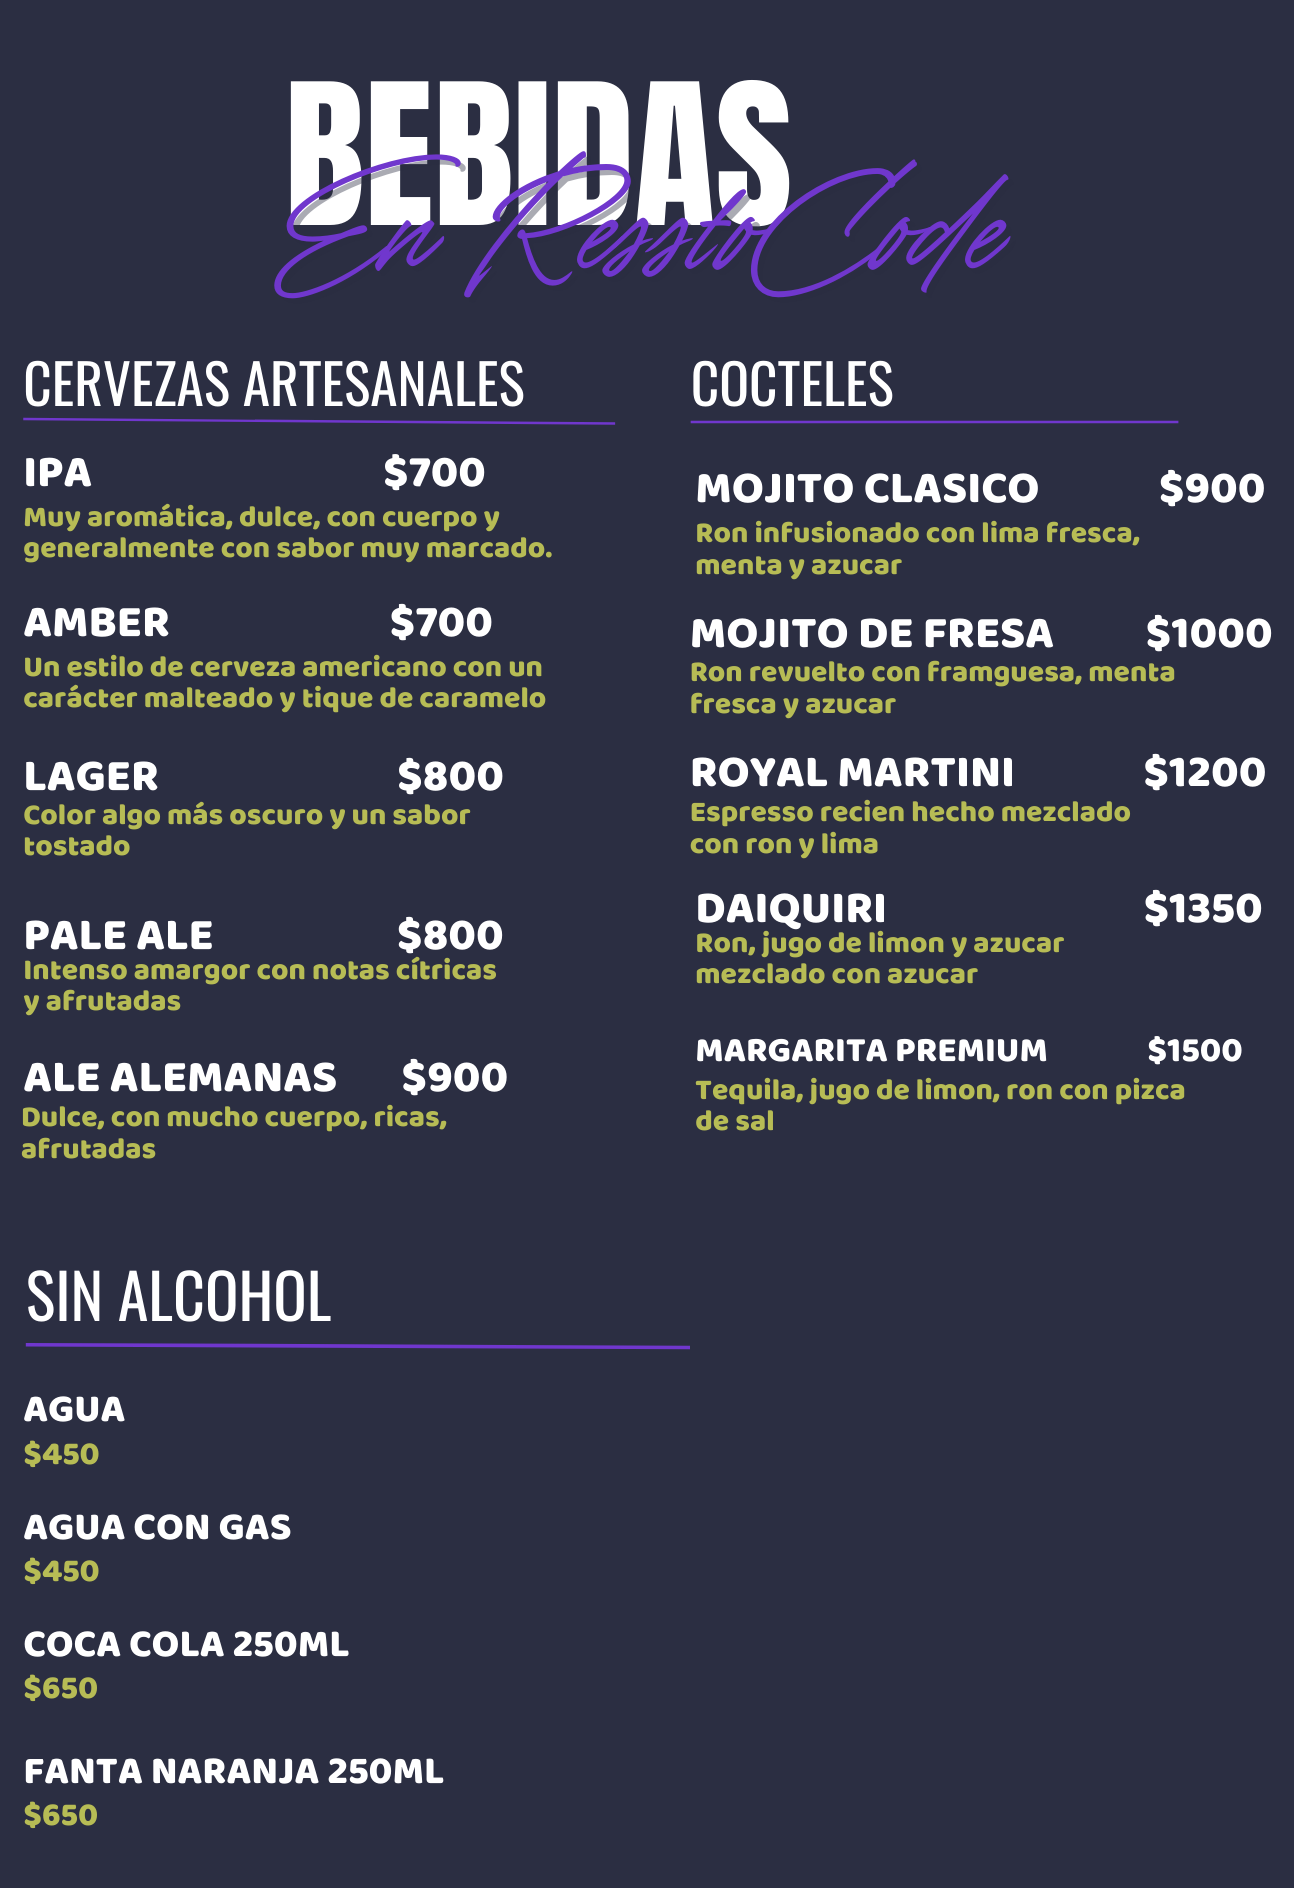 BEBIDAS
En ResstoCode
CERVEZAS ARTESANALES
IPA $700
Muy aromática, dulce, con cuerpo y
generalmente con sabor muy marcado.
AMBER $700
Un estilo de cerveza americano con un
carácter malteado y tique de caramelo
LAGER $800
Color algo más oscuro y un sabor
tostado
PALE ALE $800
Intenso amargor con notas cítricas
y afrutadas
ALE ALEMANAS $900
Dulce, con mucho cuerpo, ricas,
afrutadas
COCTELES
MOJITO CLASICO $900
Ron infusionado con lima fresca,
menta y azucar
MOJITO DE FRESA $1000
Ron revuelto con framguesa, menta
fresca y azucar
ROYAL MARTINI $1200
Espresso recien hecho mezclado
con ron y lima
DAIQUIRI $1350
Ron, jugo de limon y azucar
mezclado con azucar
MARGARITA PREMIUM $1500
Tequila, jugo de limon, ron con pizca
de sal
SIN ALCOHOL
AGUA
$450
AGUA CON GAS
$450
COCA COLA 250ML
$650
FANTA NARANJA 250ML
$650